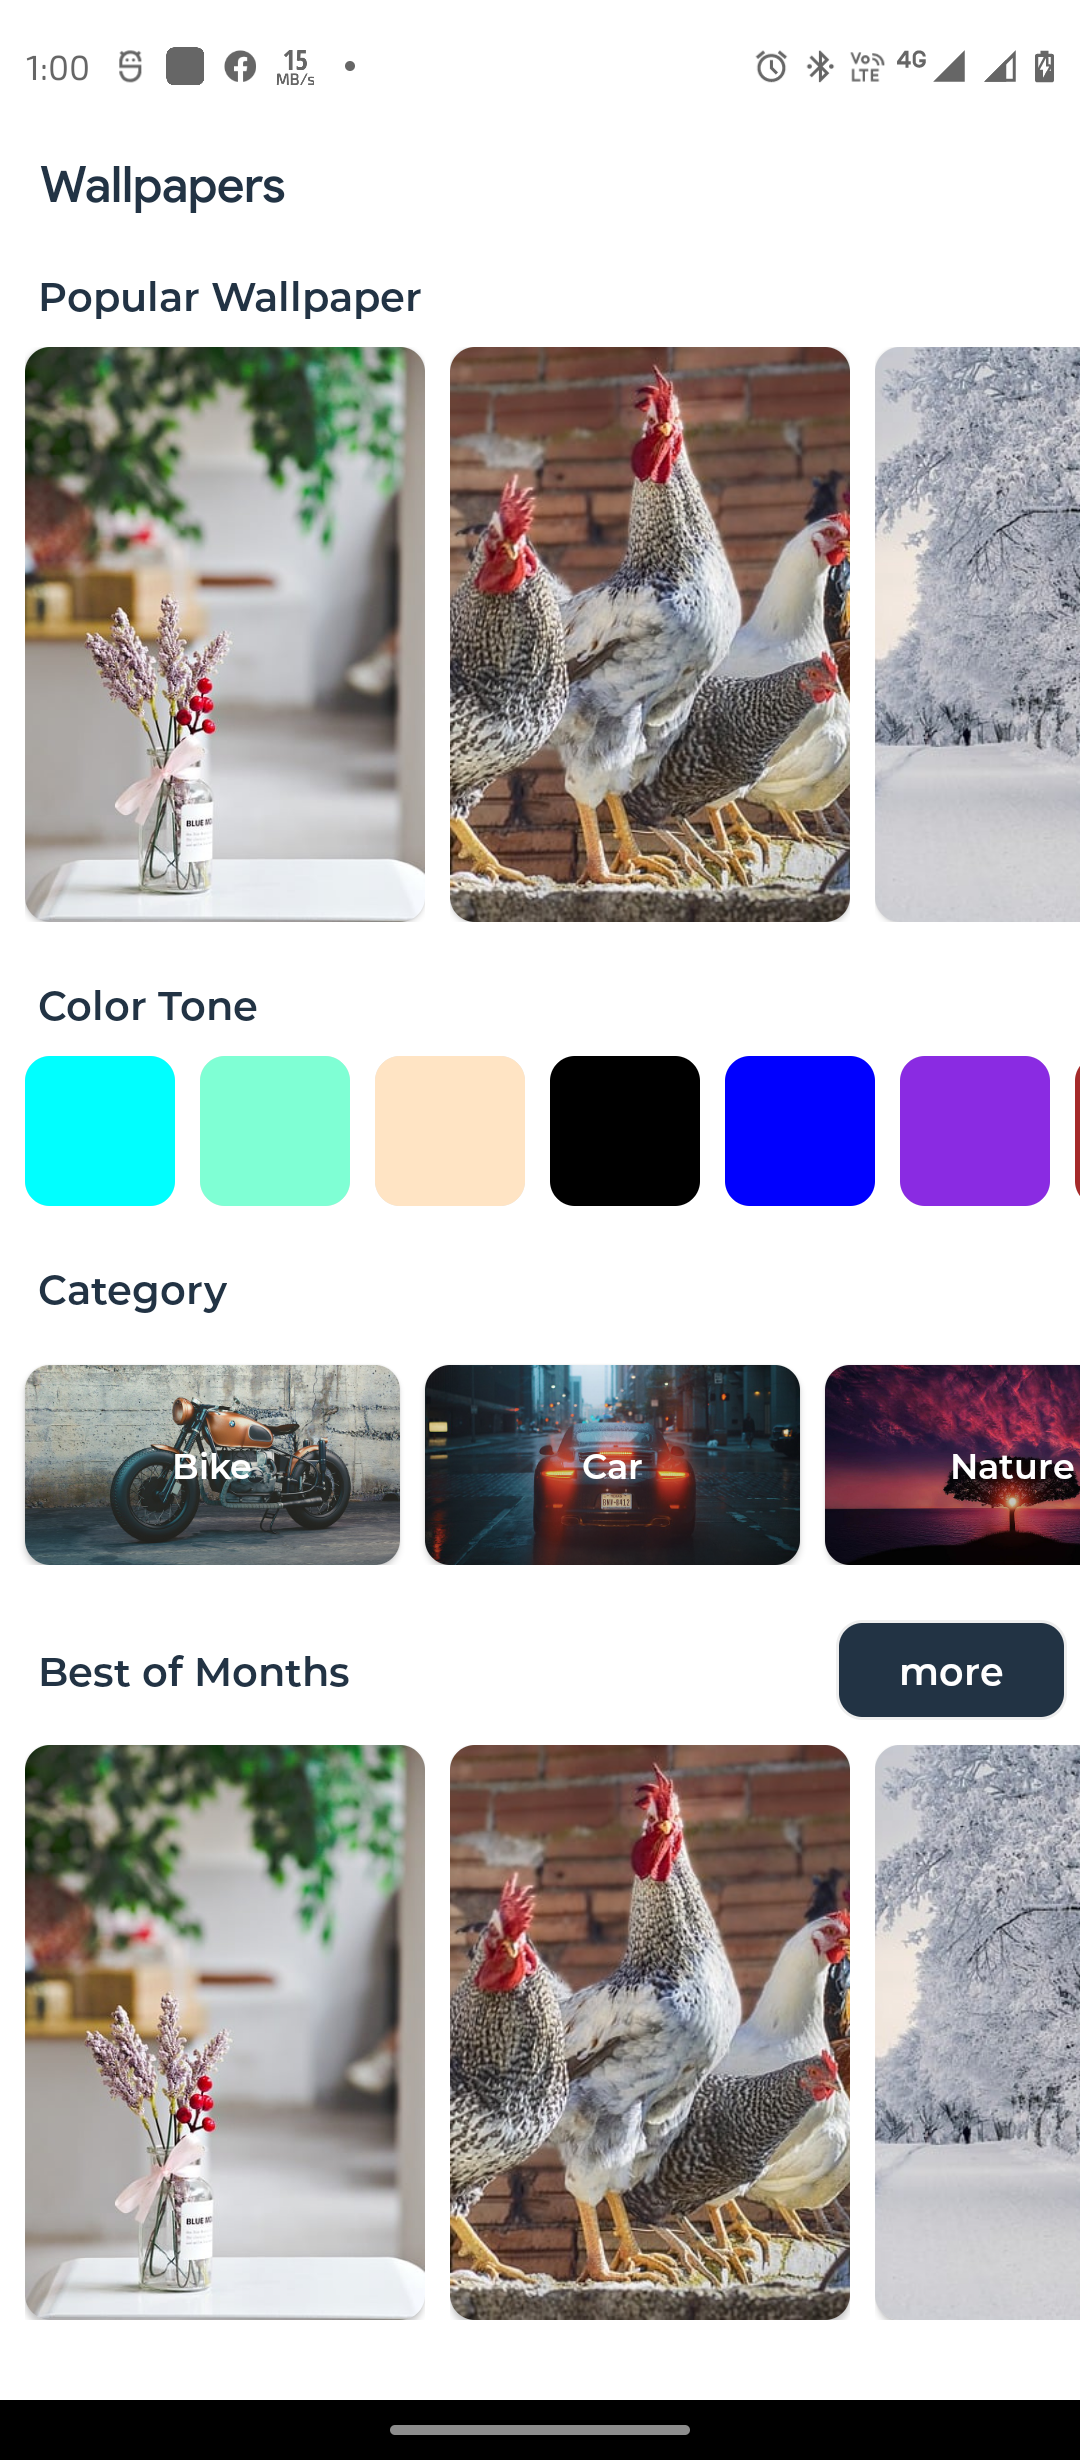 1:00 15 MB/s Vo LTE 4G
Wallpapers
Popular Wallpaper
BLUE MO
Color Tone
Category
Bike Car Nature
Best of Months more
BLUE MO